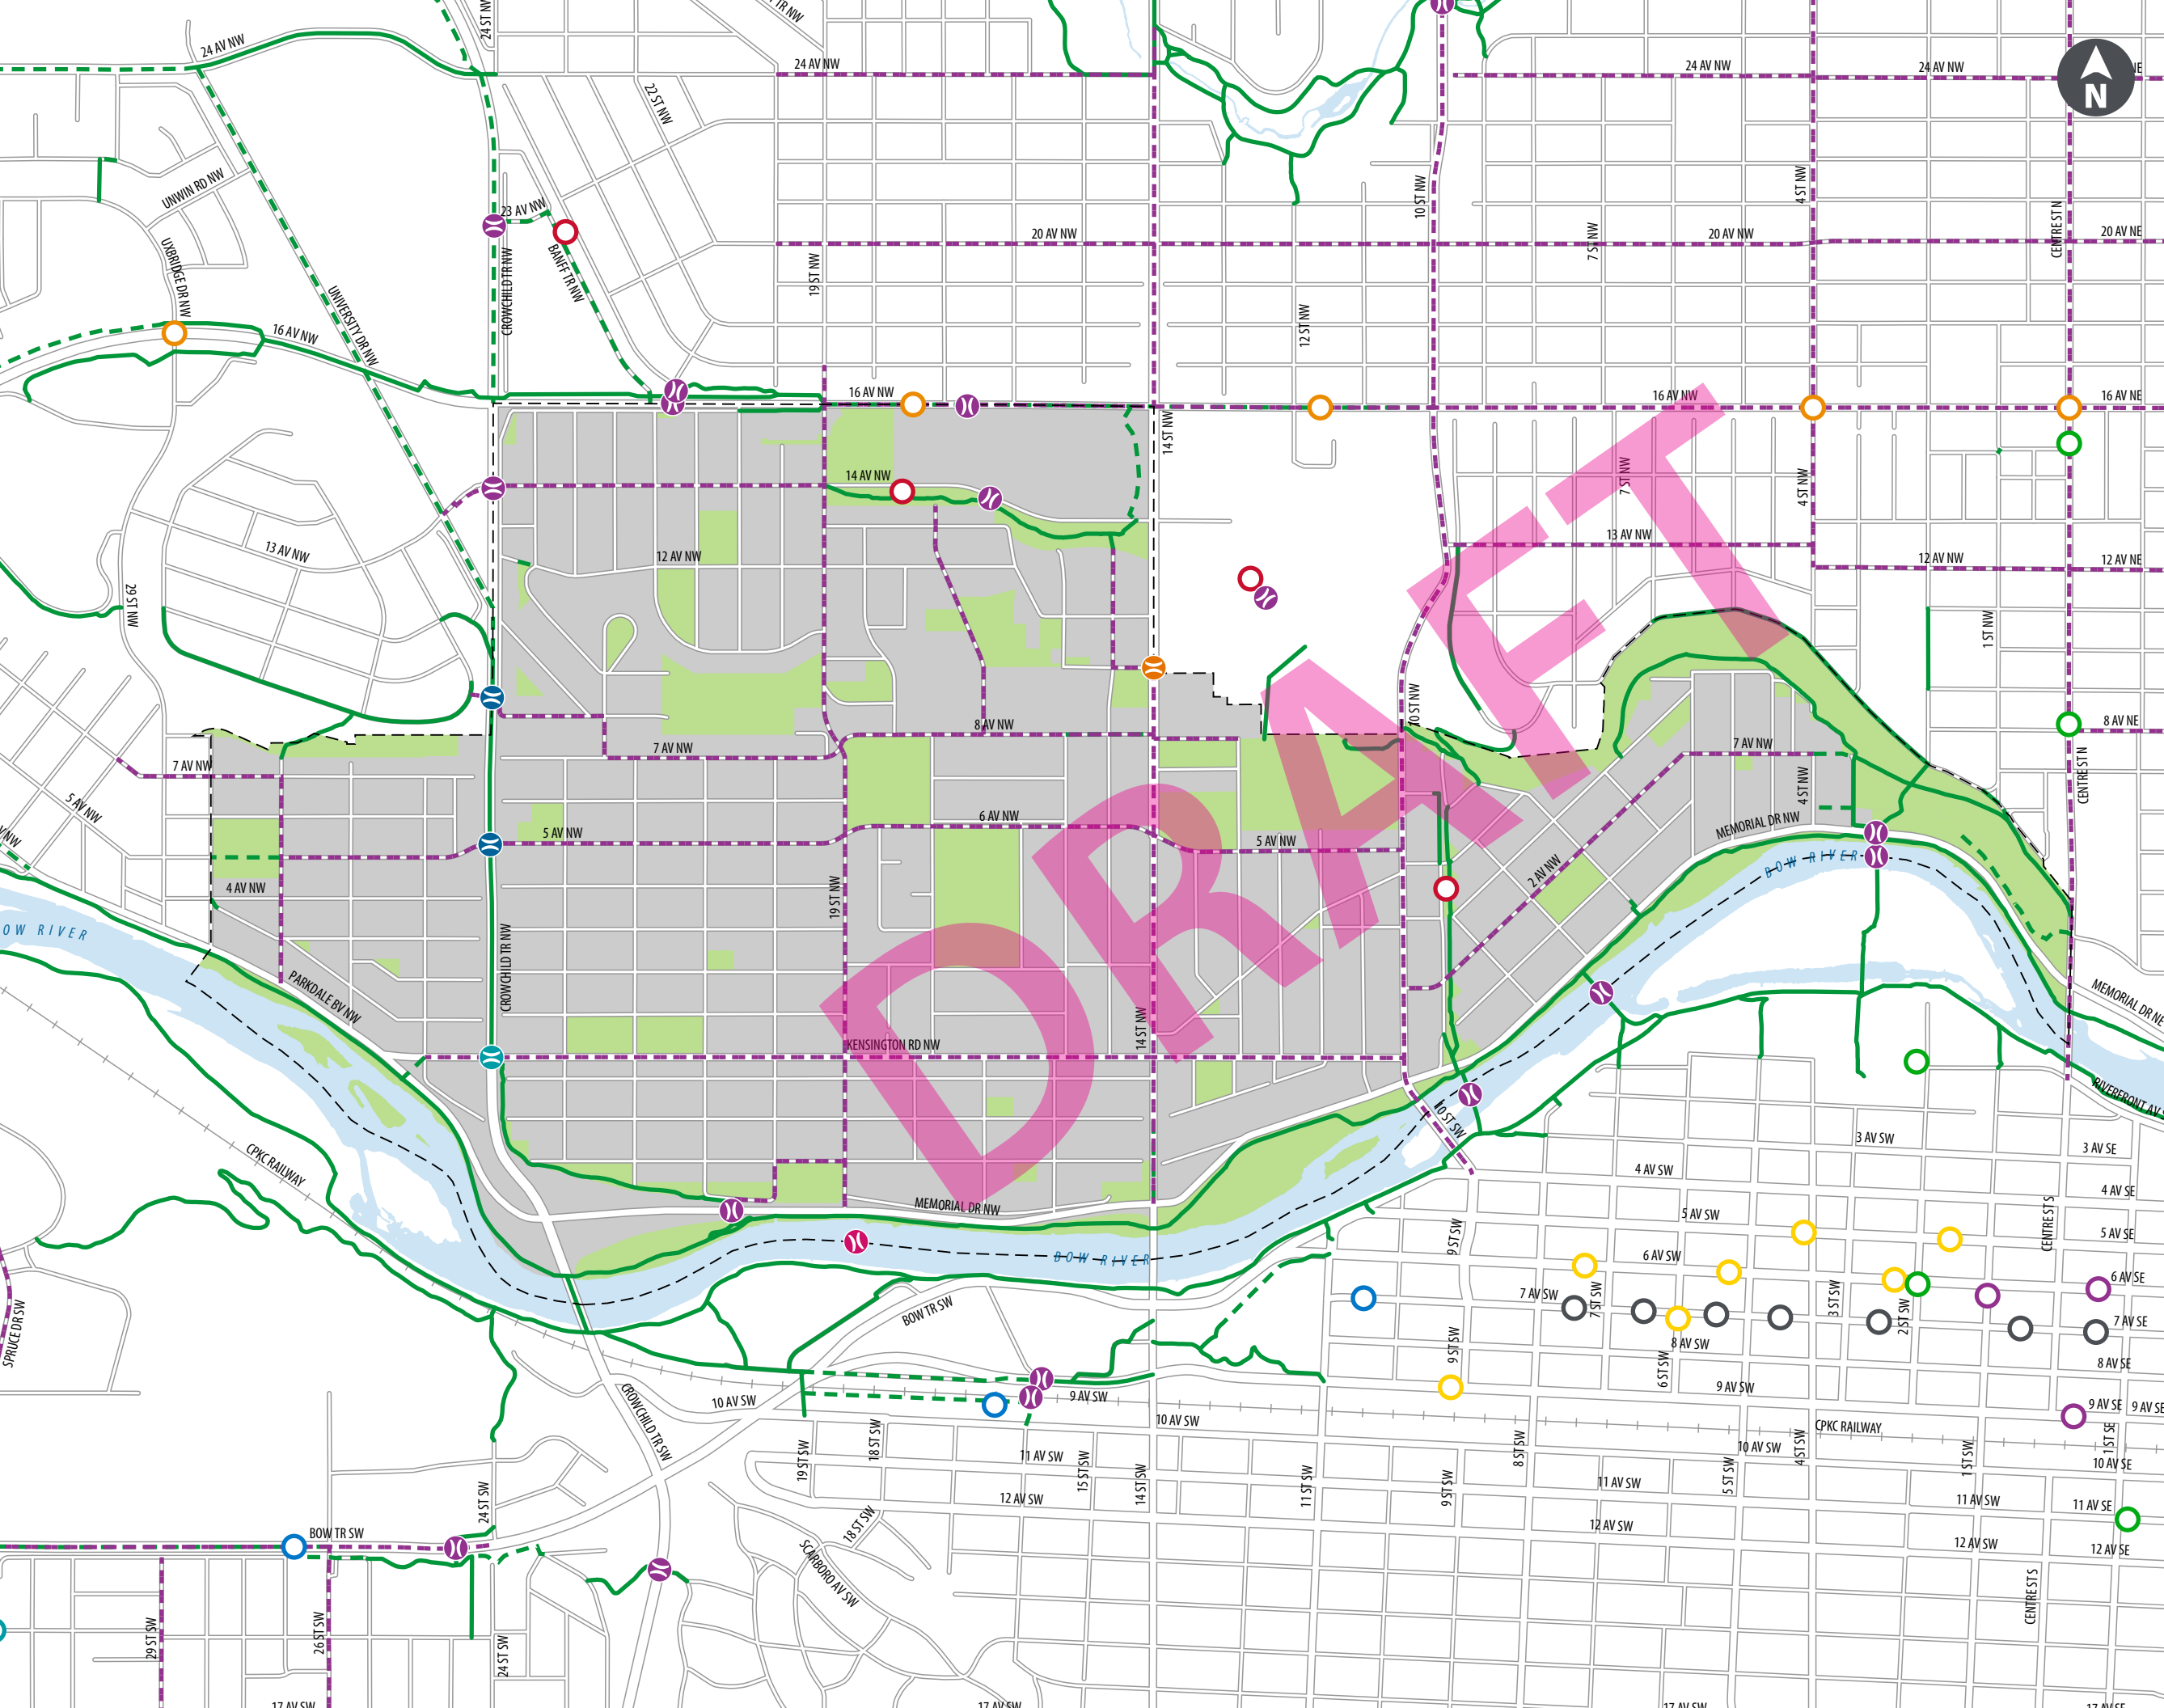 24 ST NW
24 AV NW
24 AV NW
24 AV NW
24 AV NW
NE
N
22 ST NW
UNWIN RD NW
23 AV NW
10 ST NW
4 ST NW
UXBRIDGE DR NW
BANFF TR NW
CROWCHILD TR NW
19 ST NW
20 AV NW
7 ST NW
20 AV NW
CENTRE ST N
20 AV NE
UNIVERSITY DR NW
16 AV NW
12 ST NW
16 AV NW
16 AV NW
16 AV NE
14 ST NW
14 AV NW
7 ST NW
4 ST NW
13 AV NW
12 AV NW
13 AV NW
12 AV NW
12 AV NE
29 ST NW
1 ST NW
10 ST NW
8 AV NW
8 AV NE
7 AV NW
7 AV NW
7 AV NW
4 ST NW
CENTRE ST N
5 AV NW
5 AV NW
6 AV NW
5 AV NW
MEMORIAL DR NW
BOW RIVER
4 AV NW
19 ST NW
2 AV NW
OW RIVER
CROWCHILD TR NW
PARKDALE BV NW
14 ST NW
KENSINGTON RD NW
MEMORIAL DR NE
RIVERFRONT AV
10 ST SW
CPKC RAILWAY
3 AV SW
3 AV SE
4 AV SW
4 AV SE
MEMORIAL DR NW
5 AV SW
5 AV SE
CENTRE ST S
9 ST SW
BOW RIVER
6 AV SW
6 AV SE
7 AV SW
7 ST SW
3 ST SW
2 ST SW
7 AV SE
SPRUCE DR SW
BOW TR SW
9 ST SW
8 AV SW
8 AV SE
6 ST SW
9 AV SW
CROWCHILD TR SW
10 AV SW
9 AV SW
10 AV SW
CPKC RAILWAY
9 AV SE
9 AV SE
1 ST SE
19 ST SW
18 ST SW
11 AV SW
15 ST SW
14 ST SW
11 ST SW
9 ST SW
8 ST SW
10 AV SW
4 ST SW
1 ST SW
10 AV SE
5 ST SW
11 AV SW
11 AV SW
11 AV SE
24 ST SW
12 AV SW
12 AV SW
12 AV SW
12 AV SE
BOW TR SW
18 ST SW
SCARBORO AV SW
CENTRE ST S
29 ST SW
26 ST SW
24 ST SW
17 AV SW
17 AV SW
17 AV SW
17 AV SE
DRAFT